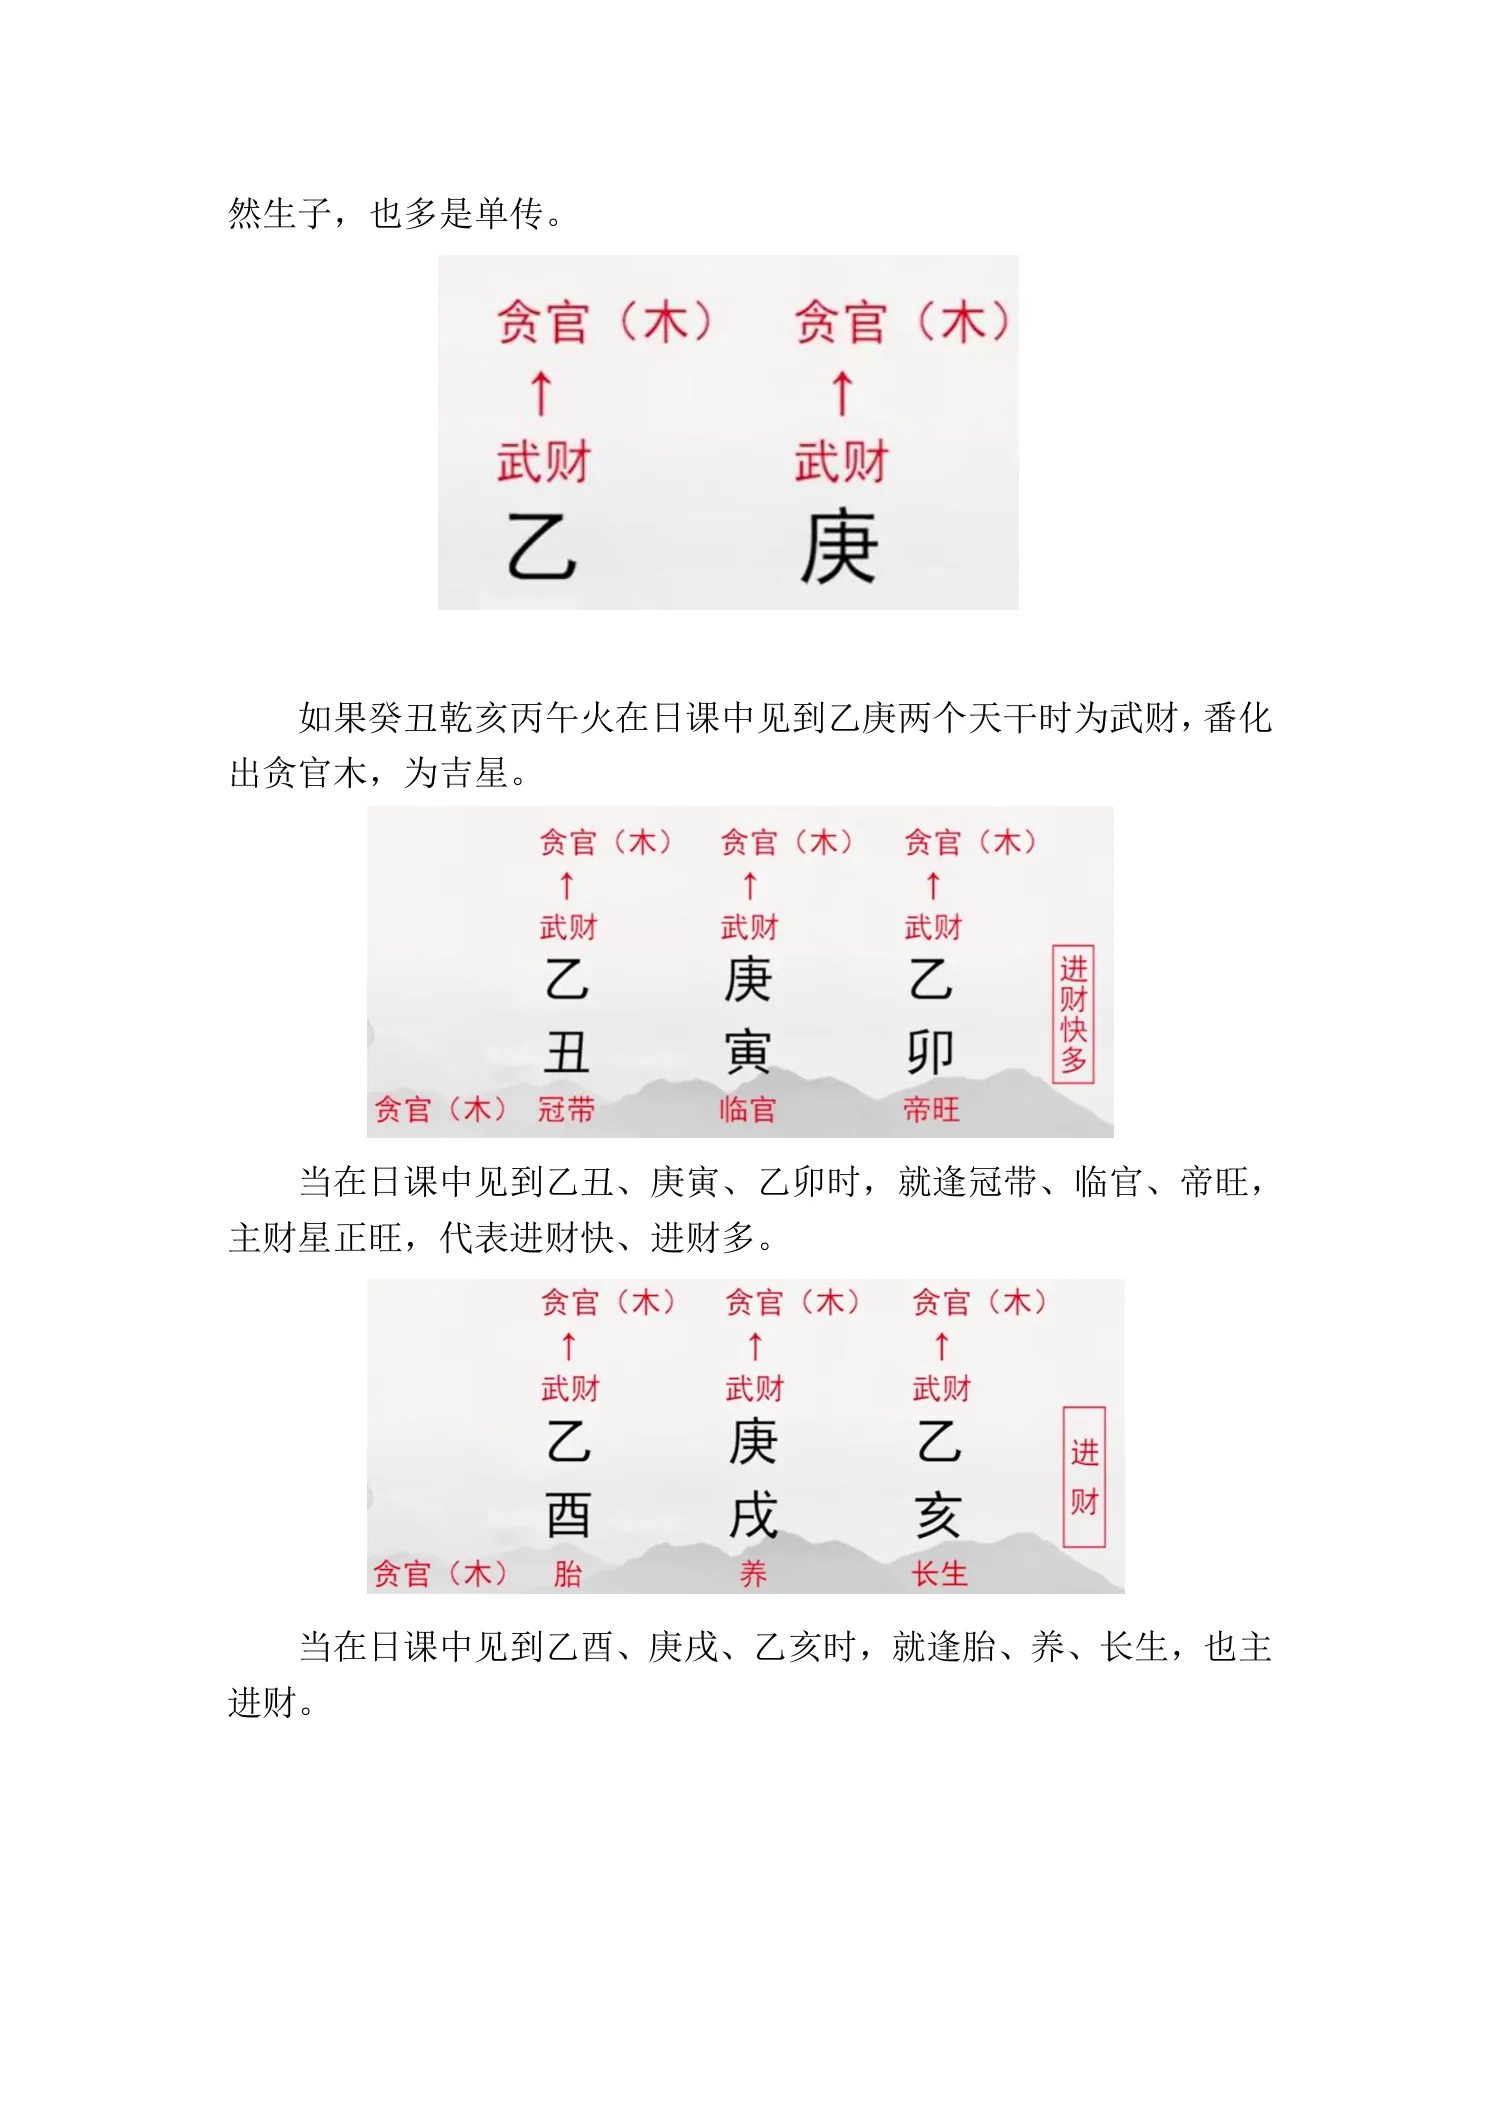 然生子，也多是单传。
贪官（木） 贪官（木）
↑ ↑
武财 武财
乙 庚
如果癸丑乾亥丙午火在日课中见到乙庚两个天干时为武财，番化
出贪官木，为吉星。
贪官（木） 贪官（木） 贪官（木）
↑ ↑ ↑
武财 武财 武财
乙 庚 乙
丑 寅 卯
贪官（木） 冠带 临官 帝旺
进财快多
当在日课中见到乙丑、庚寅、乙卯时，就逢冠带、临官、帝旺，
主财星正旺，代表进财快、进财多。
贪官（木） 贪官（木） 贪官（木）
↑ ↑ ↑
武财 武财 武财
乙 庚 乙
酉 戌 亥
贪官（木） 胎 养 长生
进财
当在日课中见到乙酉、庚戌、乙亥时，就逢胎、养、长生，也主
进财。